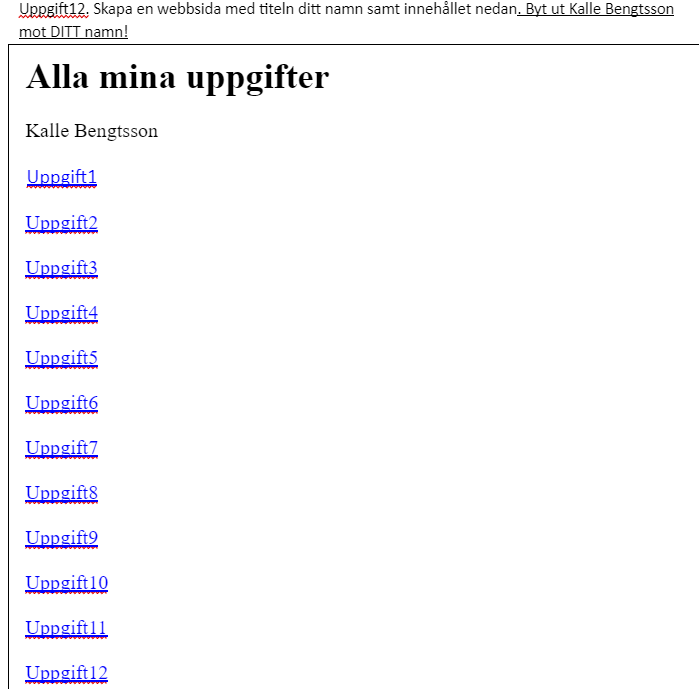 Uppgift12. Skapa en webbsida med titeln ditt namn samt innehållet nedan. Byt ut Kalle Bengtsson
mot DITT namn!
Alla mina uppgifter
Kalle Bengtsson
Uppgift1
Uppgift2
Uppgift3
Uppgift4
Uppgift5
Uppgift6
Uppgift7
Uppgift8
Uppgift9
Uppgift10
Uppgift11
Uppgift12